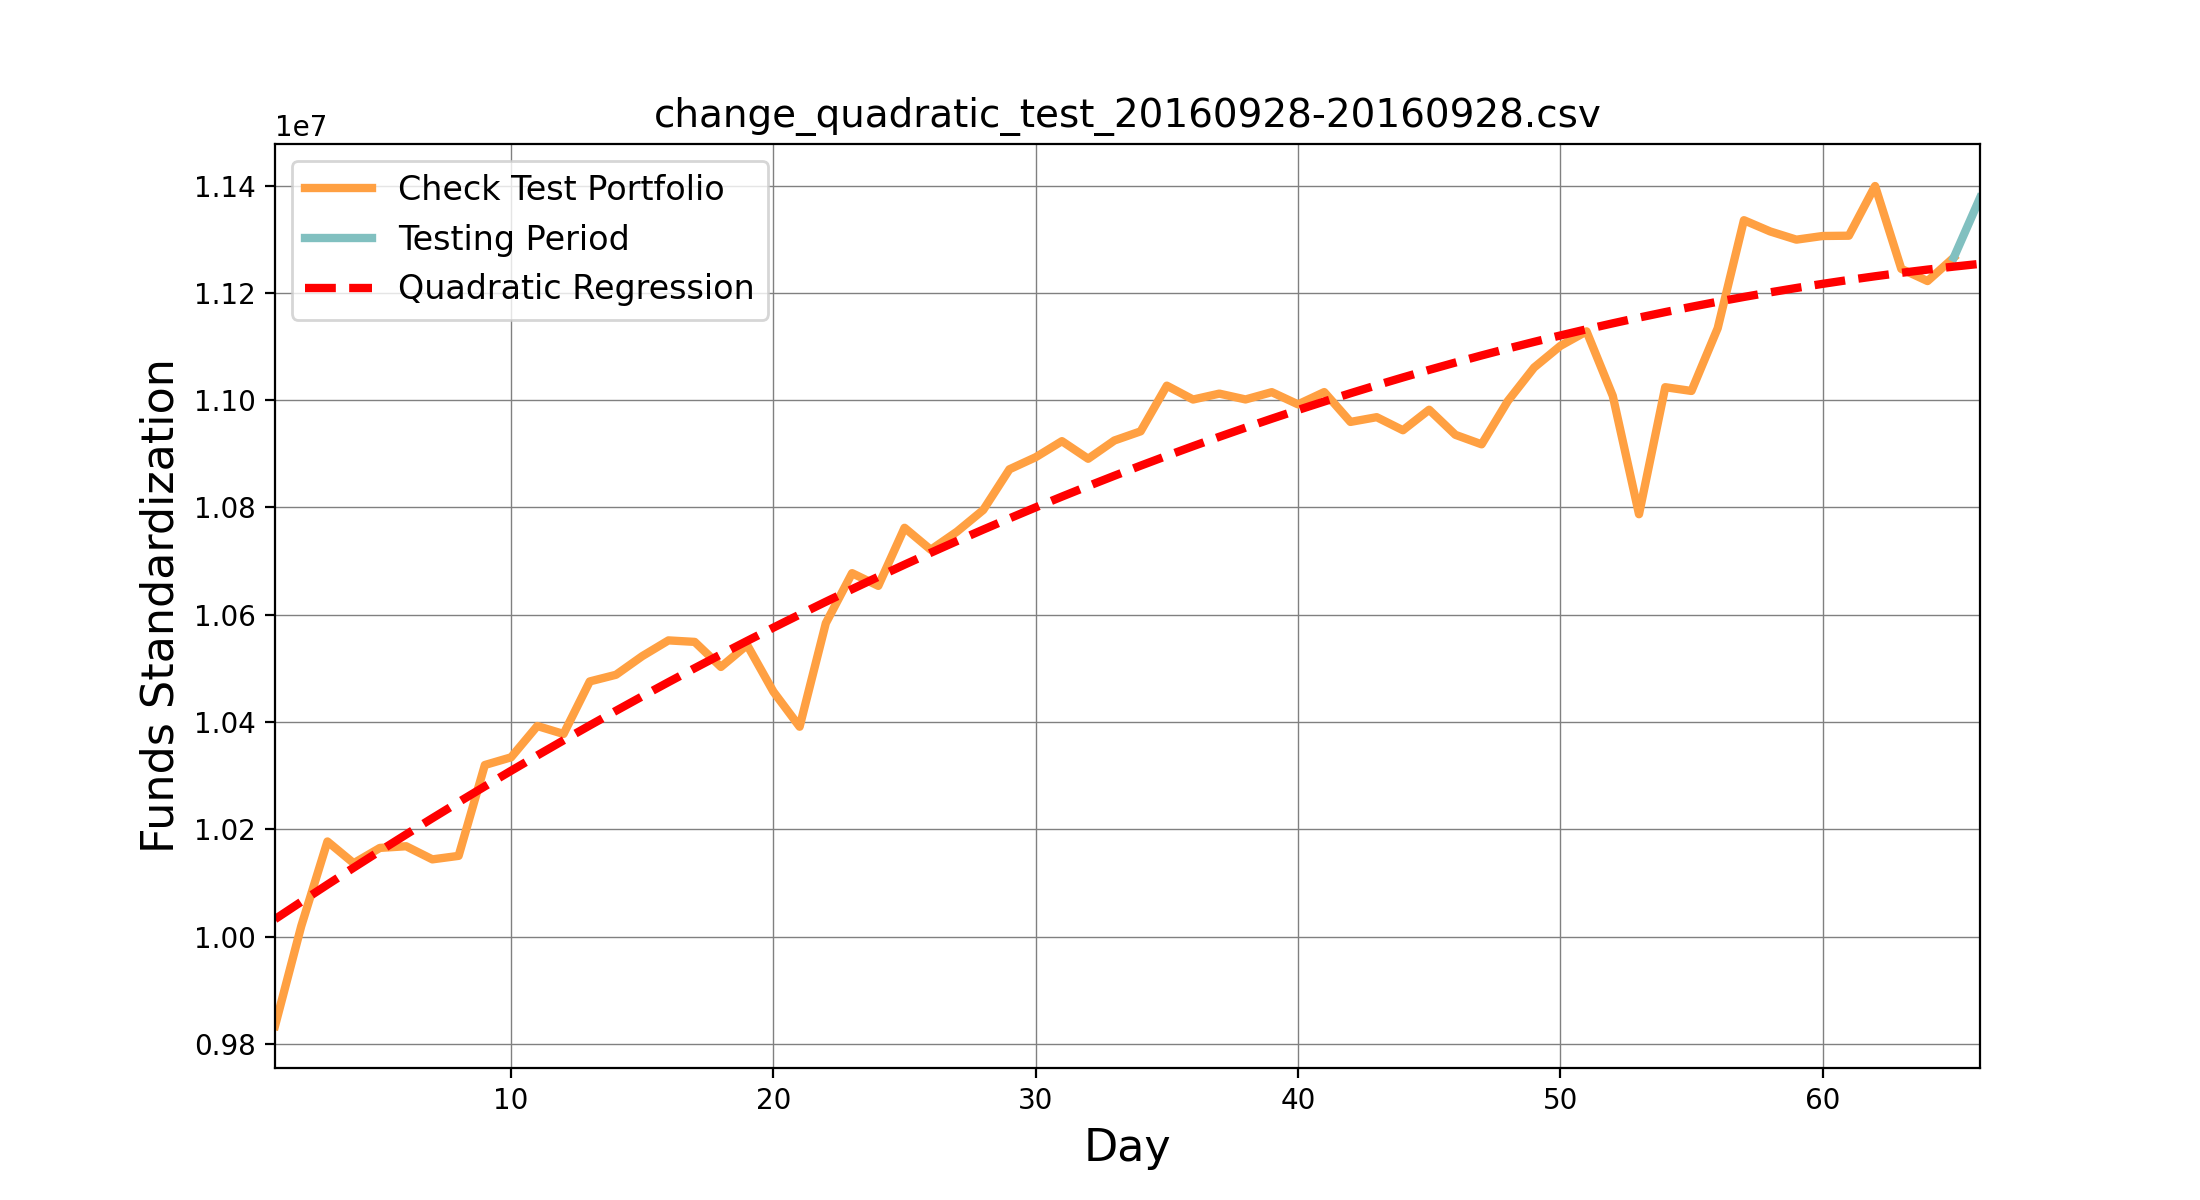 change_quadratic_test_20160928-20160928.csv
1e7
Check Test Portfolio
Testing Period
Quadratic Regression
1.14
1.12
1.10
1.08
1.06
1.04
1.02
1.00
0.98
Funds Standardization
10 20 30 40 50 60
Day